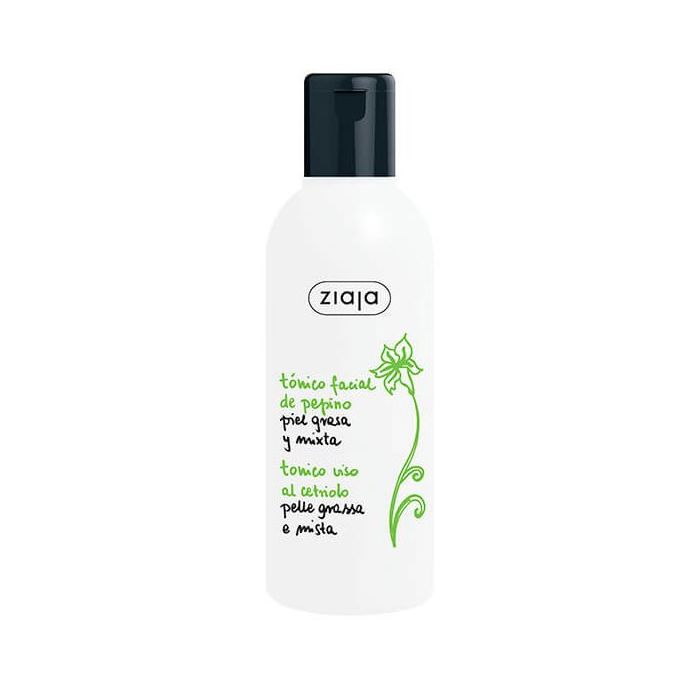 ziaja
tónico facial
de pepino
piel grasa
y mixta
tonico viso
al cetriolo
pelle grassa
e mista